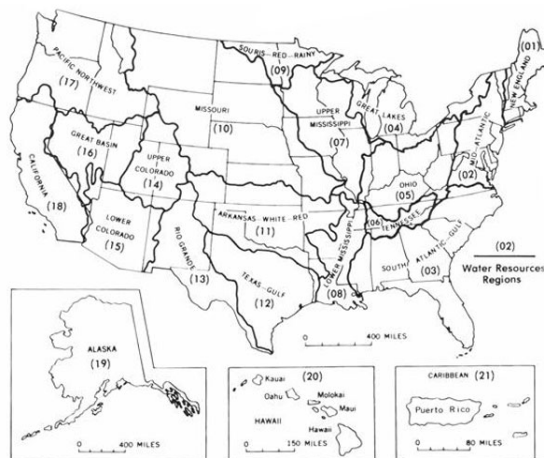 (01)
NEW ENGLAND
SOURIS-RED-RAINY
(09)
PACIFIC NORTHWEST
(17)
MISSOURI
(10)
UPPER
MISSISSIPPI
(07)
GREAT LAKES
(04)
MID-ATLANTIC
(02)
GREAT BASIN
(16)
UPPER
COLORADO
(14)
OHIO
(05)
CALIFORNIA
(18)
LOWER
COLORADO
(15)
ARKANSAS-WHITE-RED
(11)
(06)
TENNESSEE
RIO GRANDE
(13)
TEXAS-GULF
(12)
LOWER MISSISSIPPI
(08)
SOUTH ATLANTIC-GULF
(03)
(02)
Water Resources
Regions
0 400 MILES
ALASKA
(19)
0 400 MILES
(20)
Kauai
Oahu
Molokai
Maui
HAWAII
Hawaii
0 150 MILES
CARIBBEAN (21)
Puerto Rico
0 80 MILES